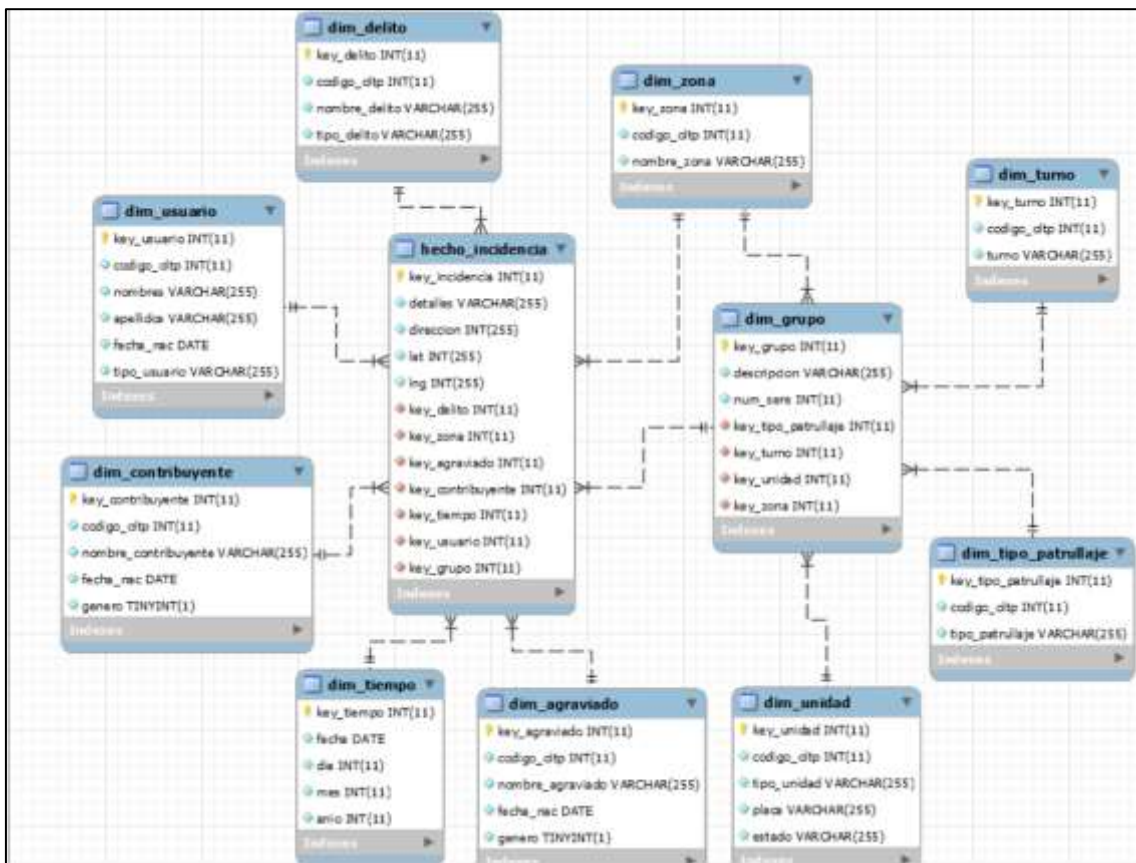 dim_delito
key_delito INT(11)
codigo_oltp INT(11)
nombre_delito VARCHAR(255)
tipo_delito VARCHAR(255)
Indexes
dim_zona
key_zona INT(11)
codigo_oltp INT(11)
nombre_zona VARCHAR(255)
dim_turno
key_turno INT(11)
codigo_oltp INT(11)
turno VARCHAR(255)
Indexes
dim_usuario
key_usuario INT(11)
codigo_oltp INT(11)
nombres VARCHAR(255)
apellidos VARCHAR(255)
fecha_nac DATE
tipo_usuario VARCHAR(255)
Indexes
hecho_incidencia
key_incidencia INT(11)
detalles VARCHAR(255)
direccion INT(255)
lat INT(255)
lng INT(255)
key_delito INT(11)
key_zona INT(11)
key_agraviado INT(11)
key_contribuyente INT(11)
key_tiempo INT(11)
key_usuario INT(11)
key_grupo INT(11)
Indexes
dim_grupo
key_grupo INT(11)
descripcion VARCHAR(255)
INT(11)
key_tipo_patrullaje INT(11)
key_turno INT(11)
key_unidad INT(11)
key_zona INT(11)
Indexes
dim_contribuyente
key_contribuyente INT(11)
codigo_oltp INT(11)
nombre_contribuyente VARCHAR(255)
fecha_nac DATE
genero TINYINT(1)
Indexes
dim_tipo_patrullaje
key_tipo_patrullaje INT(11)
codigo_oltp INT(11)
tipo_patrullaje VARCHAR(255)
Indexes
dim_tiempo
key_tiempo INT(11)
fecha DATE
dia INT(11)
mes INT(11)
anio INT(11)
Indexes
dim_agraviado
key_agraviado INT(11)
codigo_oltp INT(11)
nombre_agraviado VARCHAR(255)
fecha_nac DATE
genero TINYINT(1)
dim_unidad
key_unidad INT(11)
codigo_oltp INT(11)
tipo_unidad VARCHAR(255)
placa VARCHAR(255)
estado VARCHAR(255)